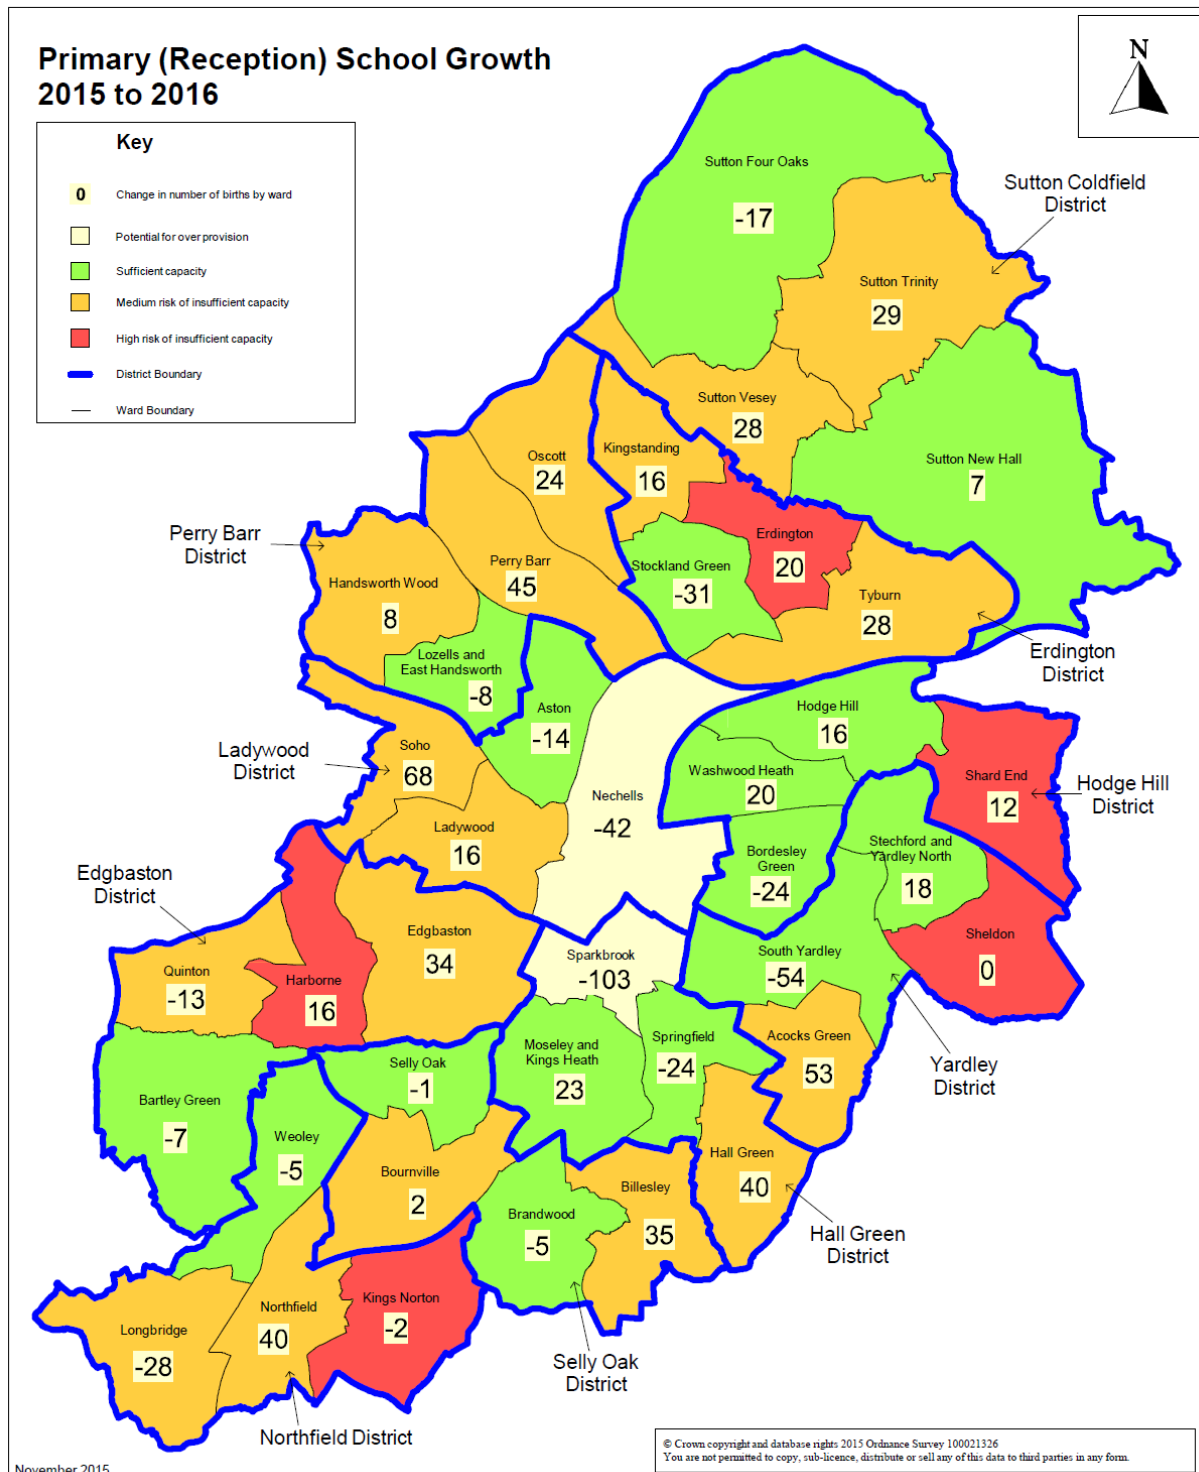 Primary (Reception) School Growth
2015 to 2016
N
Key
0 Change in number of births by ward
Potential for over provision
Sufficient capacity
Medium risk of insufficient capacity
High risk of insufficient capacity
District Boundary
Ward Boundary
Sutton Four Oaks
-17
Sutton Coldfield
District
Sutton Trinity
29
Sutton Vesey
28
Sutton New Hall
7
Oscott
24
Kingstanding
16
Perry Barr
District
Erdington
20
Perry Barr
45
Stockland Green
-31
Handsworth Wood
8
Tyburn
28
Erdington
District
Lozells and
East Handsworth
-8
Aston
-14
Hodge Hill
16
Ladywood
District
Soho
68
Washwood Heath
20
Shard End
12
Hodge Hill
District
Nechells
-42
Ladywood
16
Stechford and
Yardley North
18
Bordesley
Green
-24
Edgbaston
District
Edgbaston
34
Sheldon
0
Quinton
-13
Harborne
16
Sparkbrook
-103
South Yardley
-54
Acocks Green
53
Springfield
-24
Moseley and
Kings Heath
23
Selly Oak
-1
Yardley
District
Bartley Green
-7
Weoley
-5
Hall Green
40
Bournville
2
Billesley
35
Brandwood
-5
Hall Green
District
Kings Norton
-2
Northfield
40
Longbridge
-28
Selly Oak
District
Northfield District
© Crown copyright and database rights 2015 Ordnance Survey 100021326
You are not permitted to copy, sub-licence, distribute or sell any of this data to third parties in any form.
November 2015